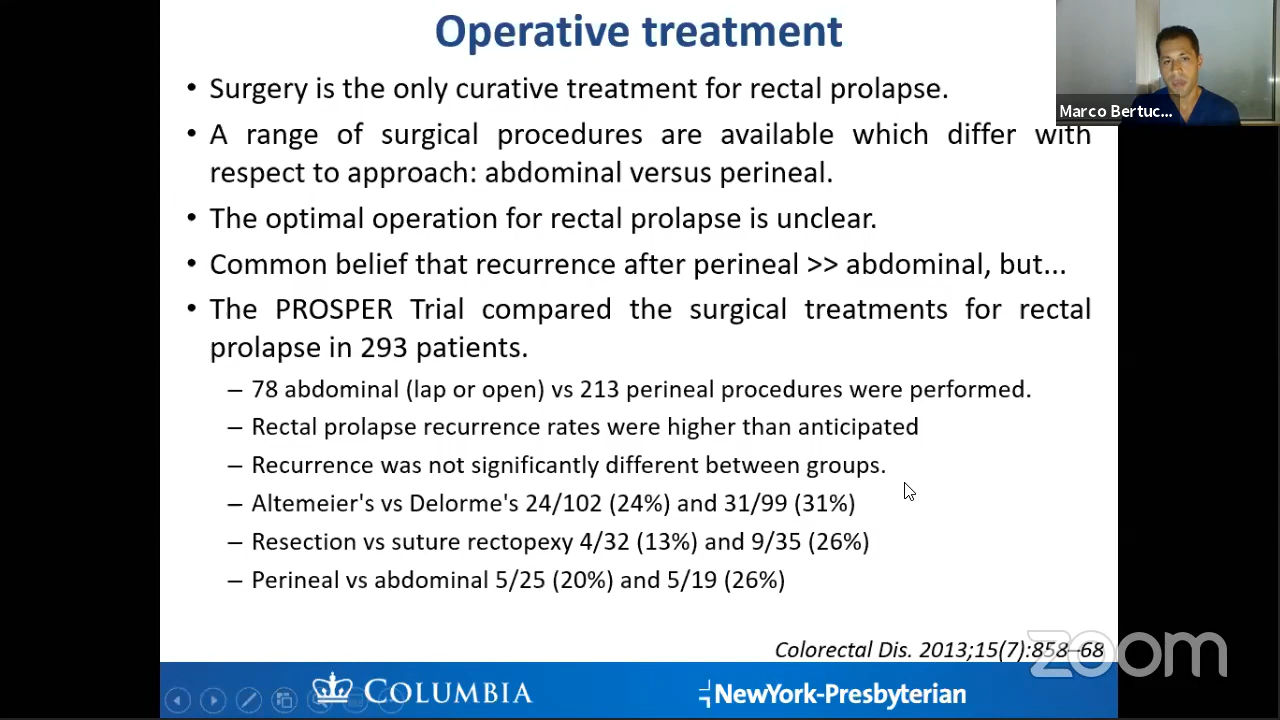 Operative treatment
• Surgery is the only curative treatment for rectal prolapse.
• A range of surgical procedures are available which differ with
respect to approach: abdominal versus perineal.
• The optimal operation for rectal prolapse is unclear.
• Common belief that recurrence after perineal >> abdominal, but...
• The PROSPER Trial compared the surgical treatments for rectal
prolapse in 293 patients.
– 78 abdominal (lap or open) vs 213 perineal procedures were performed.
– Rectal prolapse recurrence rates were higher than anticipated
– Recurrence was not significantly different between groups.
– Altemeier's vs Delorme's 24/102 (24%) and 31/99 (31%)
– Resection vs suture rectopexy 4/32 (13%) and 9/35 (26%)
– Perineal vs abdominal 5/25 (20%) and 5/19 (26%)
Colorectal Dis. 2013;15(7):858–68
COLUMBIA
NewYork-Presbyterian
Marco Bertuc...
zoom